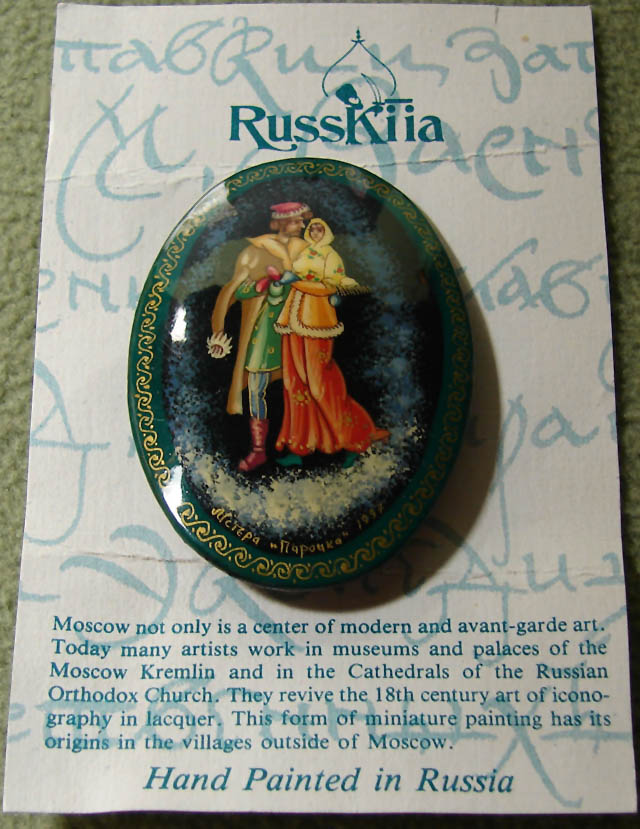 RussKiia
Мстёра "Парочка" 1997
Moscow not only is a center of modern and avant-garde art.
Today many artists work in museums and palaces of the
Moscow Kremlin and in the Cathedrals of the Russian
Orthodox Church. They revive the 18th century art of icono-
graphy in lacquer. This form of miniature painting has its
origins in the villages outside of Moscow.
Hand Painted in Russia